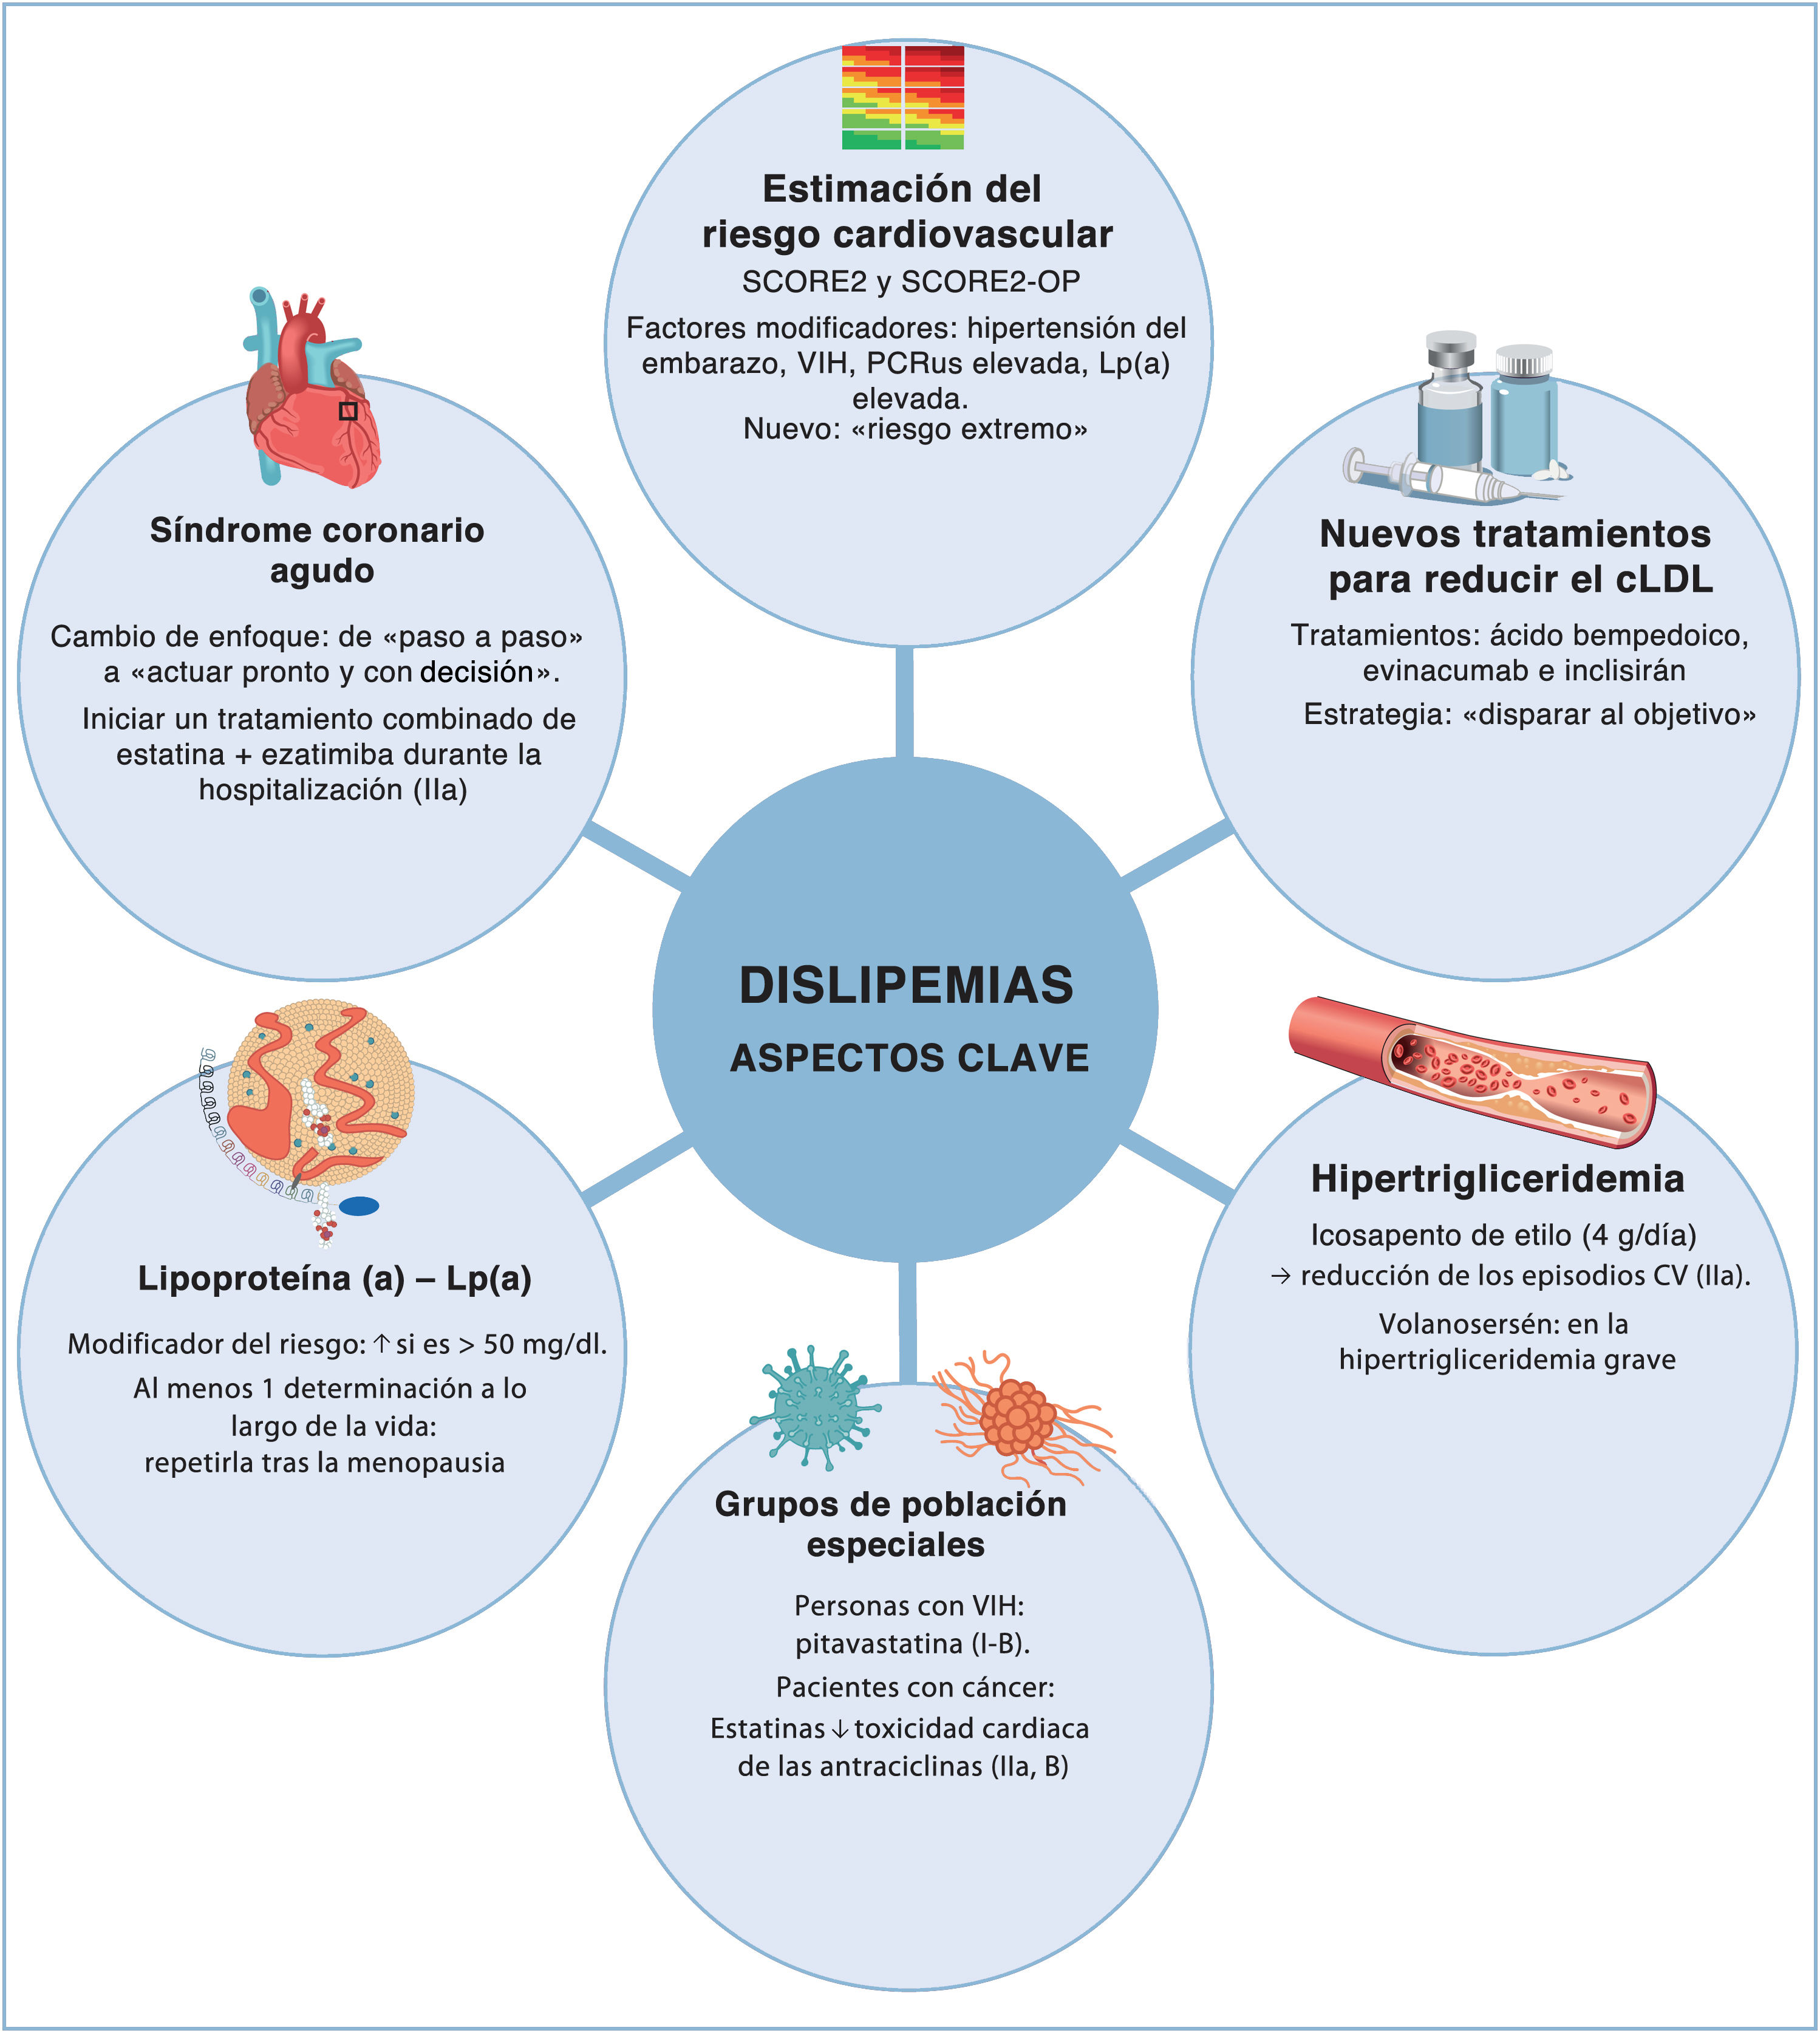 Estimación del
riesgo cardiovascular
SCORE2 y SCORE2-OP
Factores modificadores: hipertensión del
embarazo, VIH, PCRus elevada, Lp(a)
elevada.
Nuevo: «riesgo extremo»
Síndrome coronario
agudo
Cambio de enfoque: de «paso a paso»
a «actuar pronto y con decisión».
Iniciar un tratamiento combinado de
estatina + ezatimiba durante la
hospitalización (IIa)
Nuevos tratamientos
para reducir el cLDL
Tratamientos: ácido bempedoico,
evinacumab e inclisirán
Estrategia: «disparar al objetivo»
DISLIPEMIAS
ASPECTOS CLAVE
Lipoproteína (a) – Lp(a)
Modificador del riesgo: ↑ si es > 50 mg/dl.
Al menos 1 determinación a lo
largo de la vida:
repetirla tras la menopausia
Hipertrigliceridemia
Icosapento de etilo (4 g/día)
→ reducción de los episodios CV (IIa).
Volanosersén: en la
hipertrigliceridemia grave
Grupos de población
especiales
Personas con VIH:
pitavastatina (I-B).
Pacientes con cáncer:
Estatinas ↓ toxicidad cardiaca
de las antraciclinas (IIa, B)